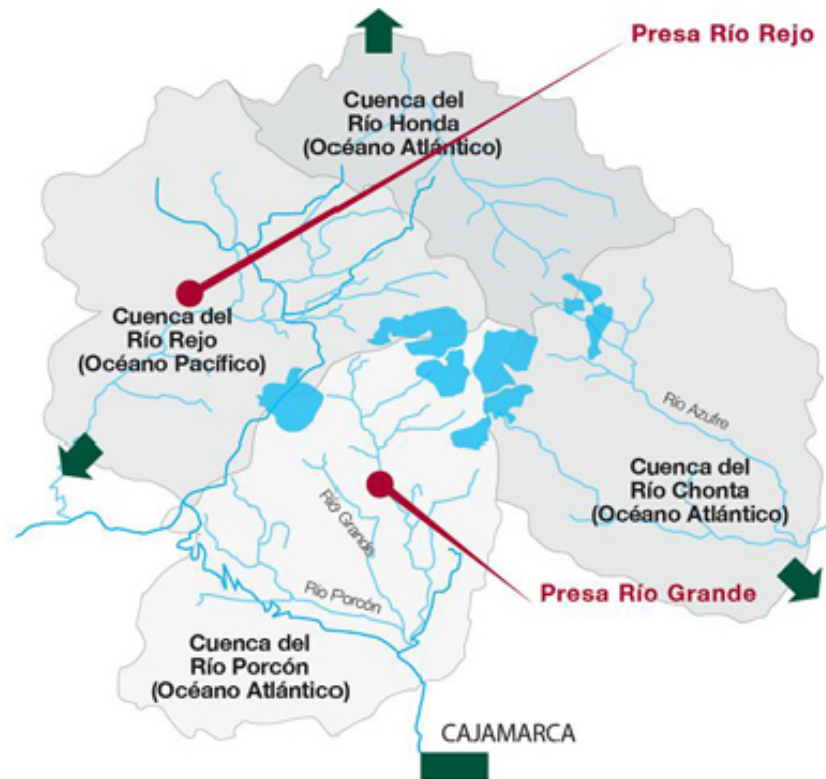 Presa Río Rejo
Cuenca del
Río Honda
(Océano Atlántico)
Cuenca del
Río Rejo
(Océano Pacífico)
Río Azufre
Cuenca del
Río Chonta
(Océano Atlántico)
Río Grande
Presa Río Grande
Río Porcón
Cuenca del
Río Porcón
(Océano Atlántico)
CAJAMARCA